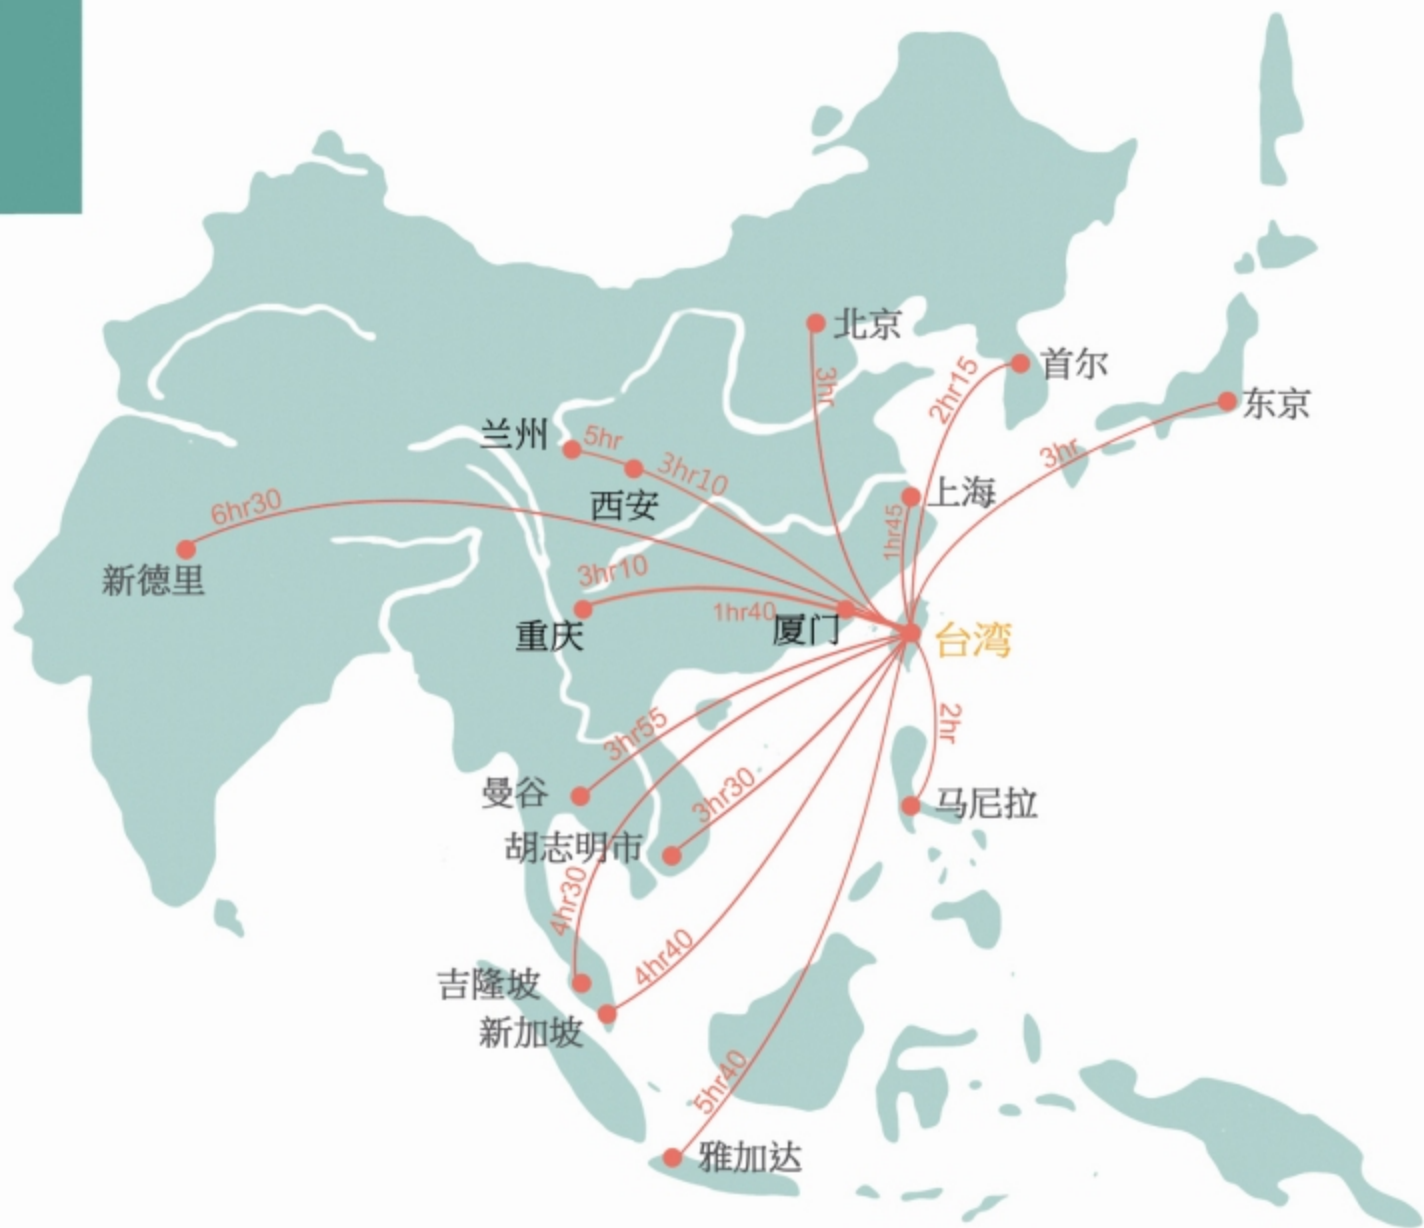 北京
3hr
首尔
2hr15
东京
3hr
兰州
5hr
西安
3hr10
上海
1hr45
6hr30
新德里
3hr10
重庆
1hr40
厦门
台湾
3hr55
曼谷
2hr
马尼拉
3hr30
胡志明市
4hr30
吉隆坡
4hr40
新加坡
5hr40
雅加达